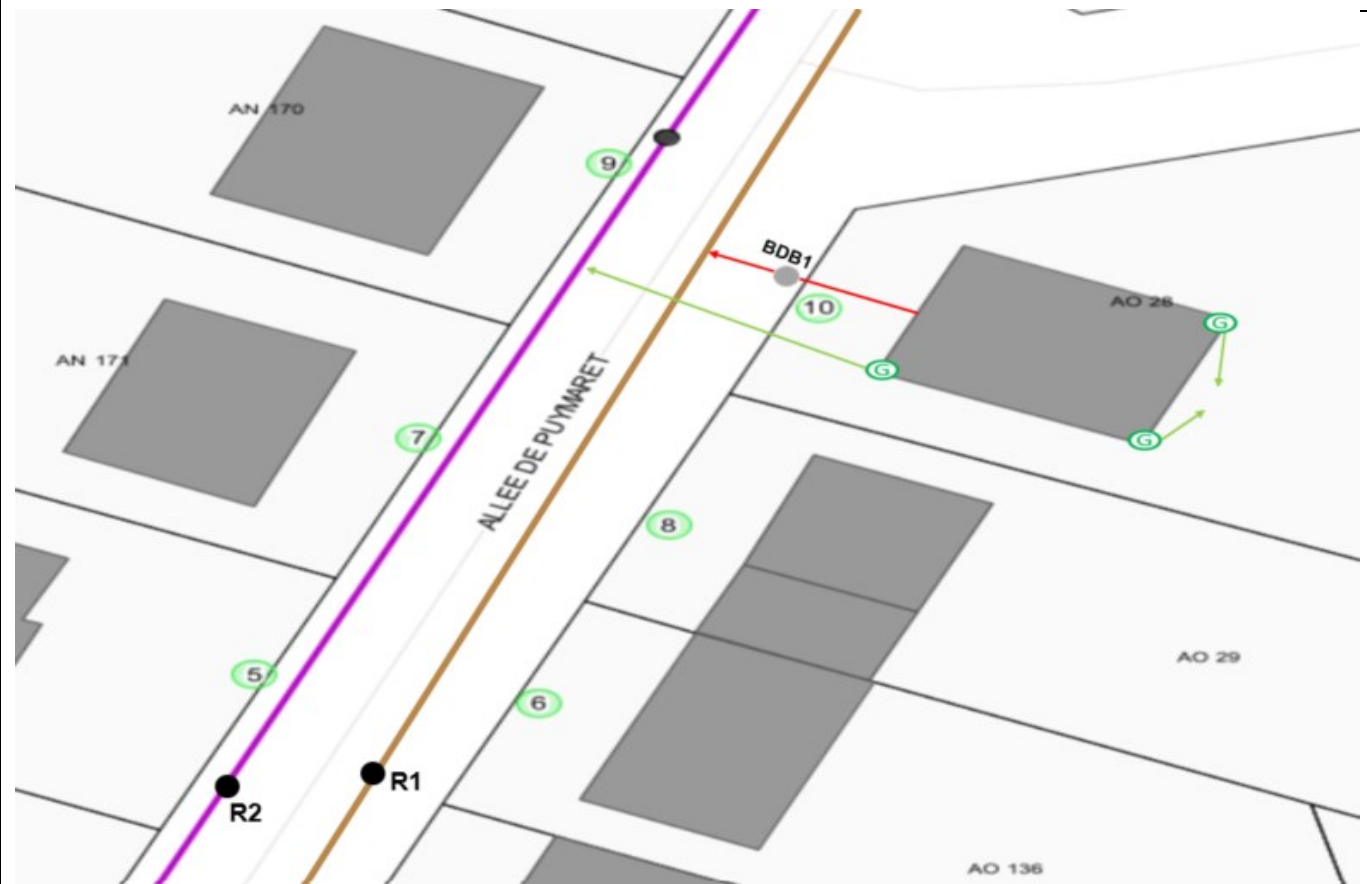 AN 170
9
BDB1
10
AO 28
G
AN 171
G
7
ALLEE DE PUYMARET
G
8
AO 29
5
6
R1
R2
AO 136